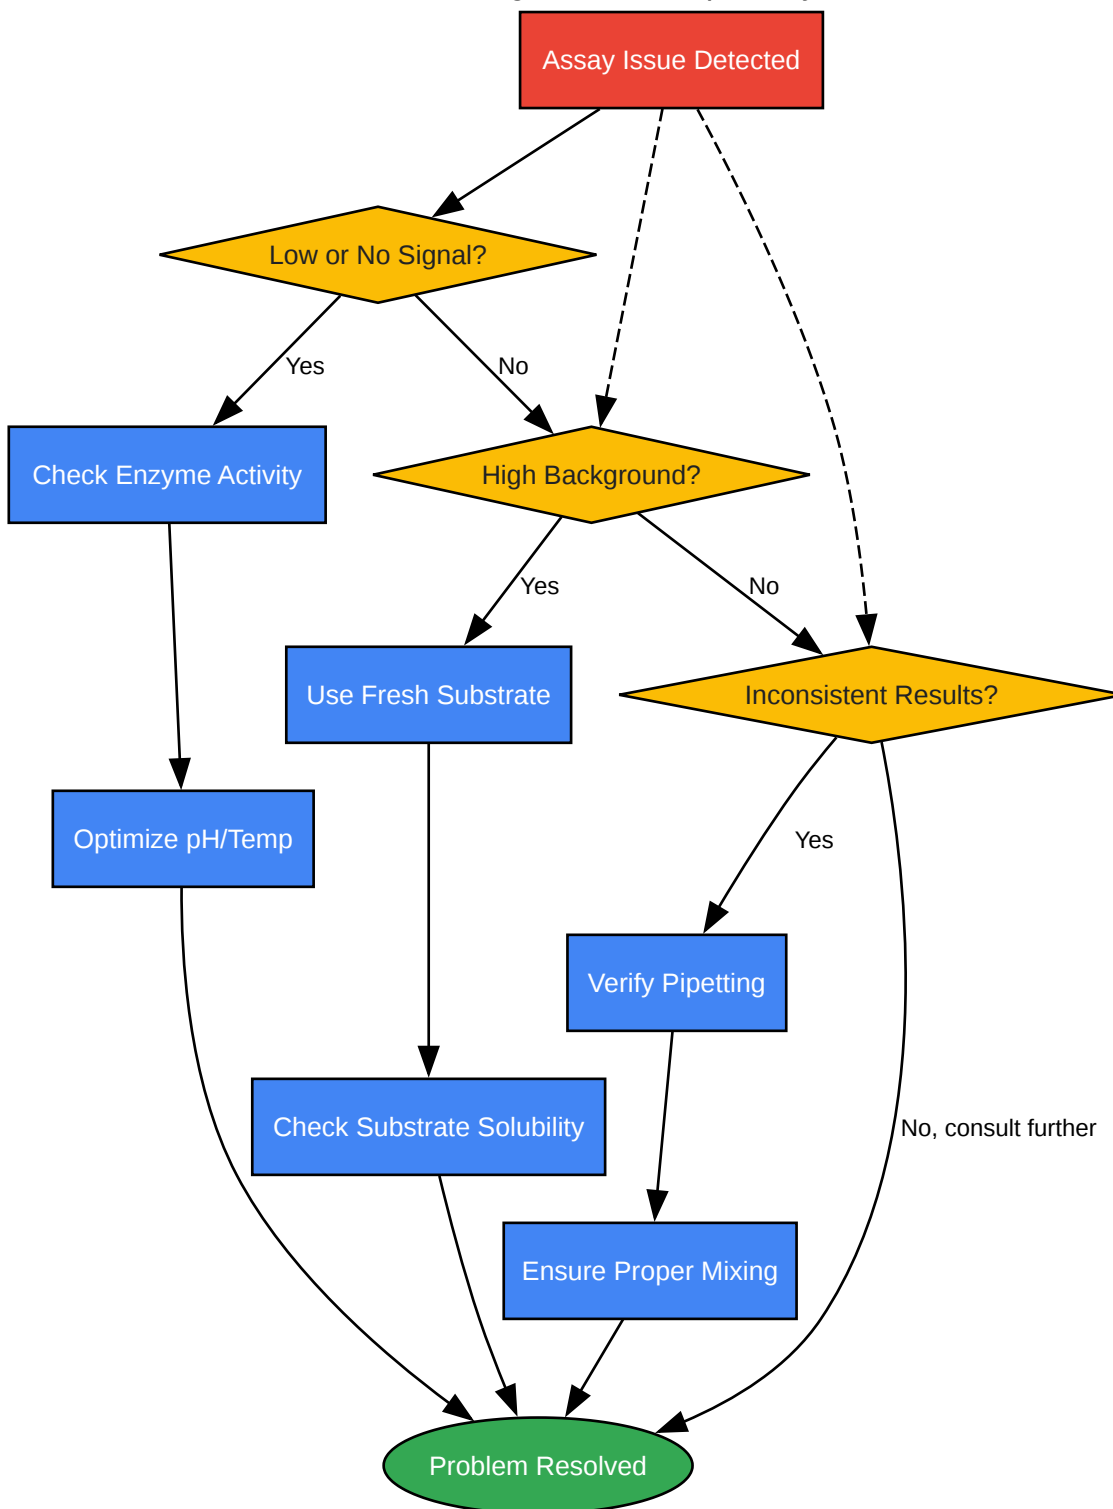 Assay Issue Detected
Low or No Signal?
Yes
No
Check Enzyme Activity
High Background?
Yes
No
Use Fresh Substrate
Inconsistent Results?
Optimize pH/Temp
Yes
Verify Pipetting
Check Substrate Solubility
No, consult further
Ensure Proper Mixing
Problem Resolved